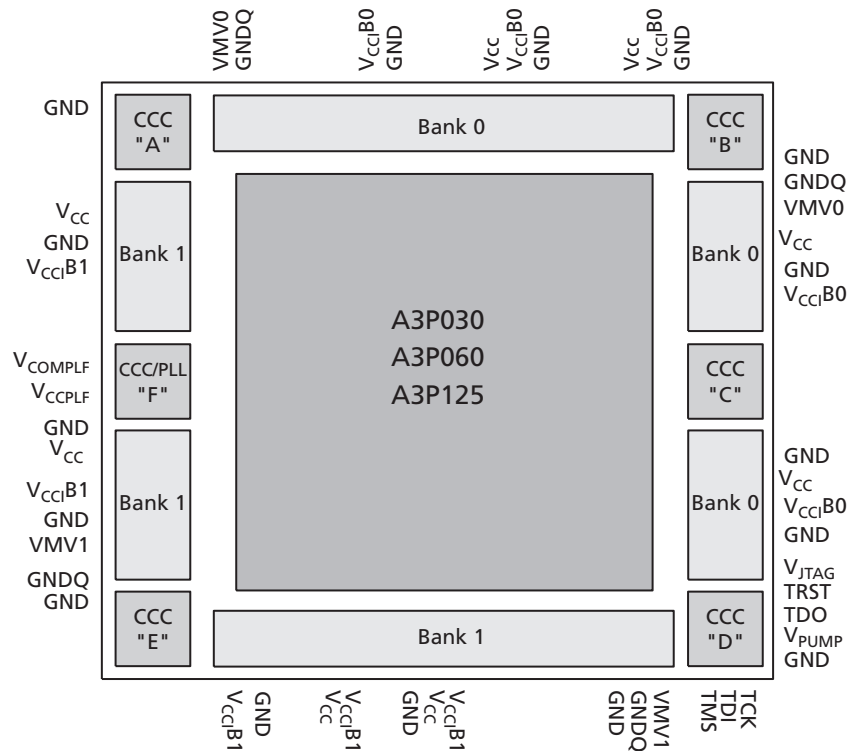 VMV0
GNDQ
VCCIB0
GND
Vcc
VCCIB0
GND
Vcc
VCCIB0
GND
GND
CCC
"A"
Bank 0
CCC
"B"
GND
GNDQ
VMV0
VCC
GND
VCCIB1
Bank 1
Bank 0
VCC
GND
VCCIB0
A3P030
A3P060
A3P125
VCOMPLF
VCCPLF
CCC/PLL
"F"
CCC
"C"
GND
VCC
VCCIB1
GND
VMV1
Bank 1
Bank 0
GND
VCC
VCCIB0
GND
GNDQ
GND
CCC
"E"
Bank 1
CCC
"D"
VJTAG
TRST
TDO
VPUMP
GND
VCCIB1
GND
VCC
VCCIB1
GND
VCC
VCCIB1
GND
GNDQ
VMV1
TMS
TDI
TCK